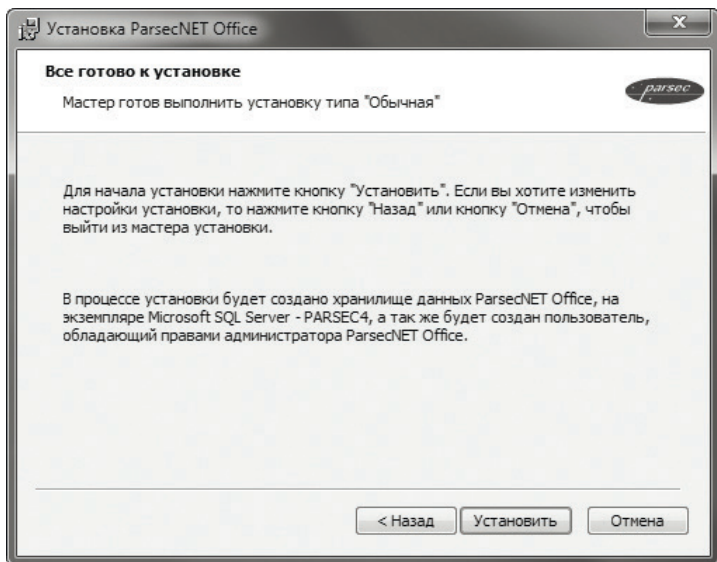 Установка ParsecNET Office
x
Все готово к установке
Мастер готов выполнить установку типа "Обычная"
parsec
Для начала установки нажмите кнопку "Установить". Если вы хотите изменить
настройки установки, то нажмите кнопку "Назад" или кнопку "Отмена", чтобы
выйти из мастера установки.
В процессе установки будет создано хранилище данных ParsecNET Office, на
экземпляре Microsoft SQL Server - PARSEC4, а так же будет создан пользователь,
обладающий правами администратора ParsecNET Office.
< Назад
Установить
Отмена